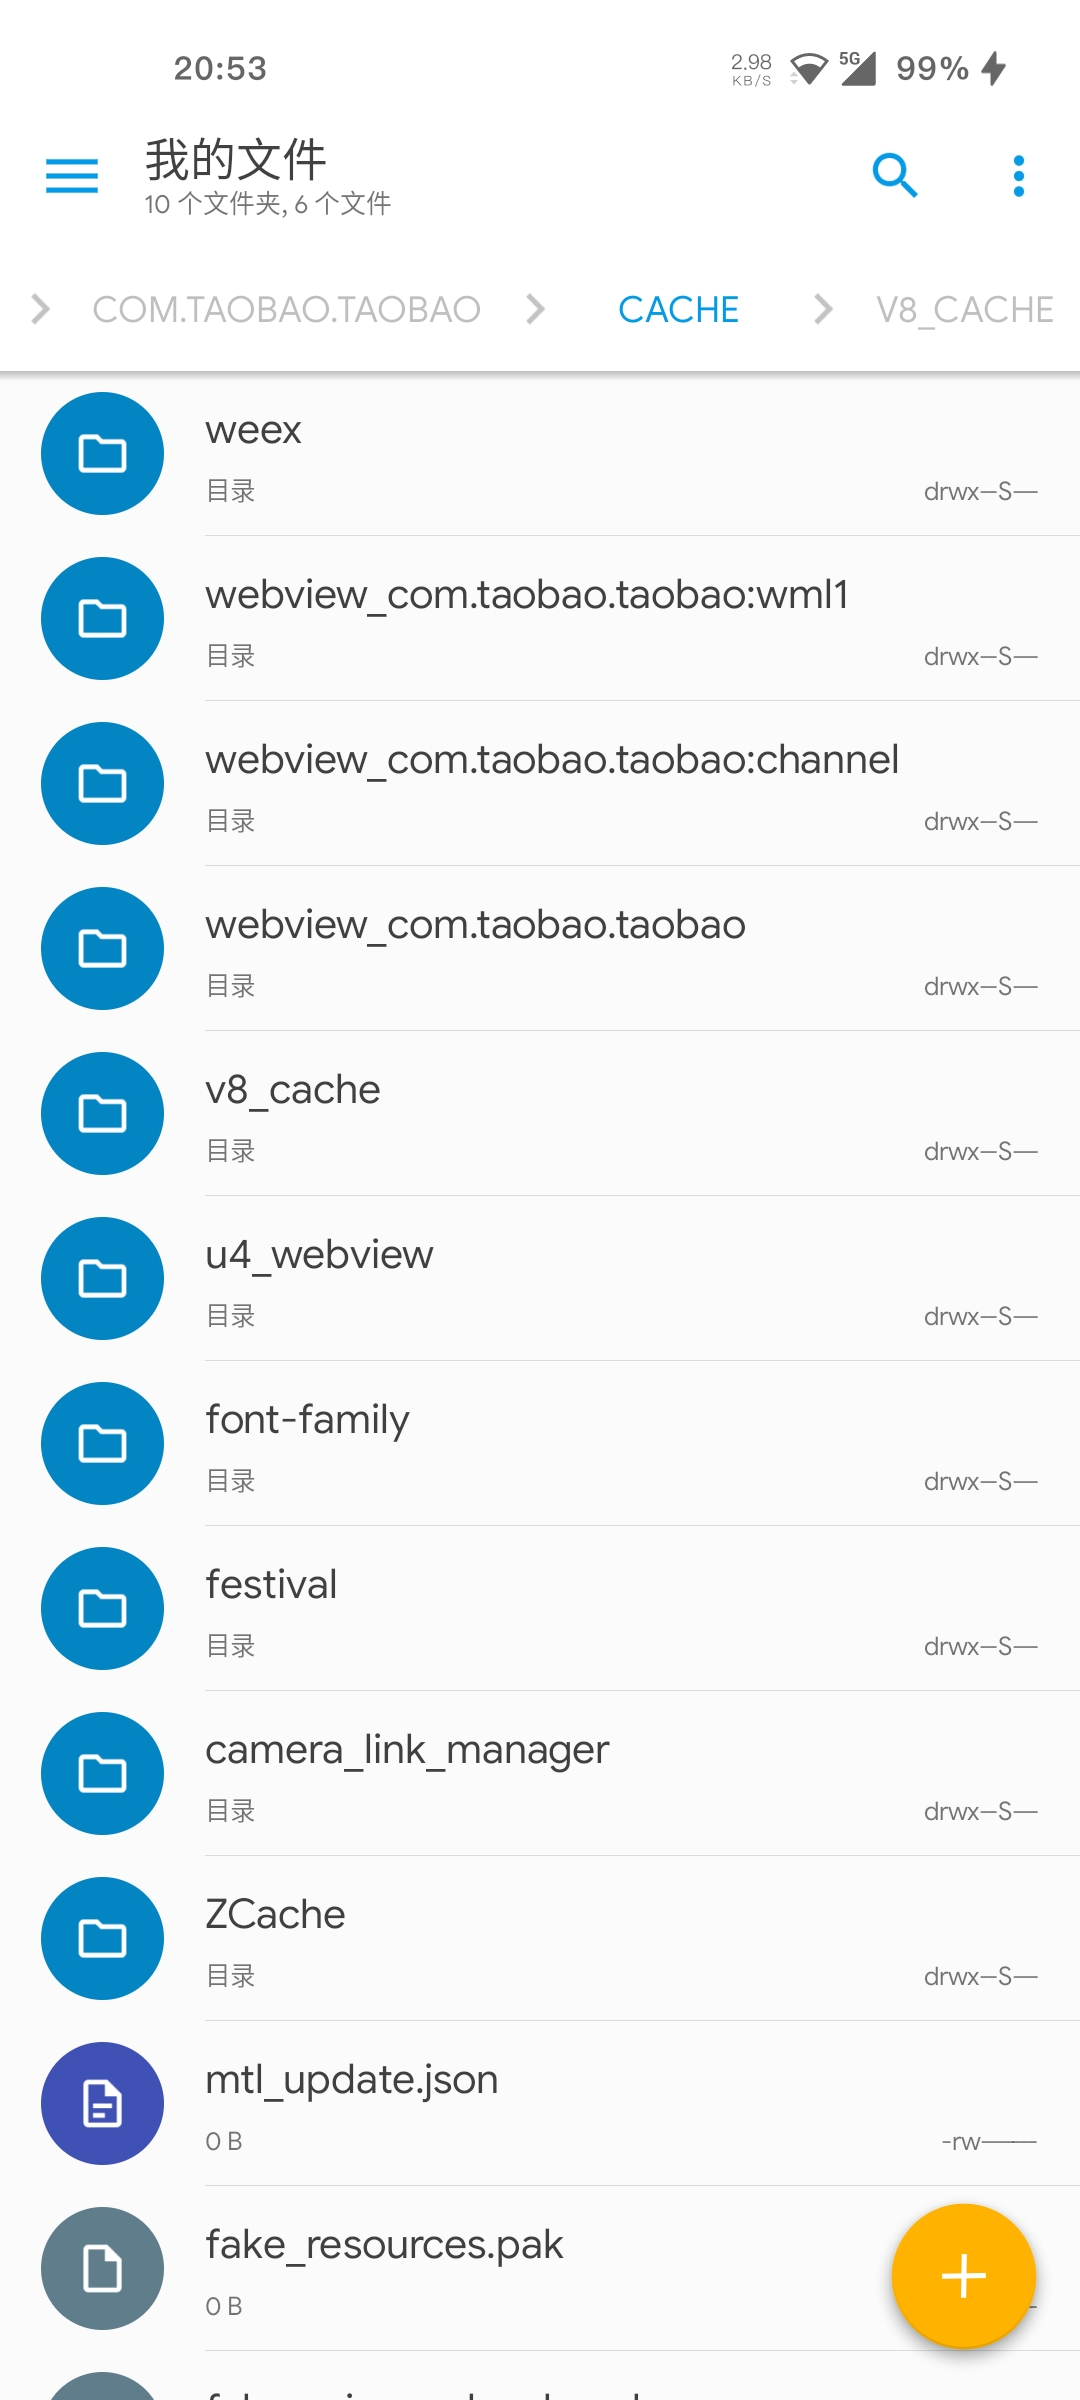 20:53
2.98 KB/S 5G 99%
我的文件
10 个文件夹, 6 个文件
COM.TAOBAO.TAOBAO CACHE V8_CACHE
weex
目录 drwx--S---
webview_com.taobao.taobao:wml1
目录 drwx--S---
webview_com.taobao.taobao:channel
目录 drwx--S---
webview_com.taobao.taobao
目录 drwx--S---
v8_cache
目录 drwx--S---
u4_webview
目录 drwx--S---
font-family
目录 drwx--S---
festival
目录 drwx--S---
camera_link_manager
目录 drwx--S---
ZCache
目录 drwx--S---
mtl_update.json
0 B -rw-------
fake_resources.pak
0 B